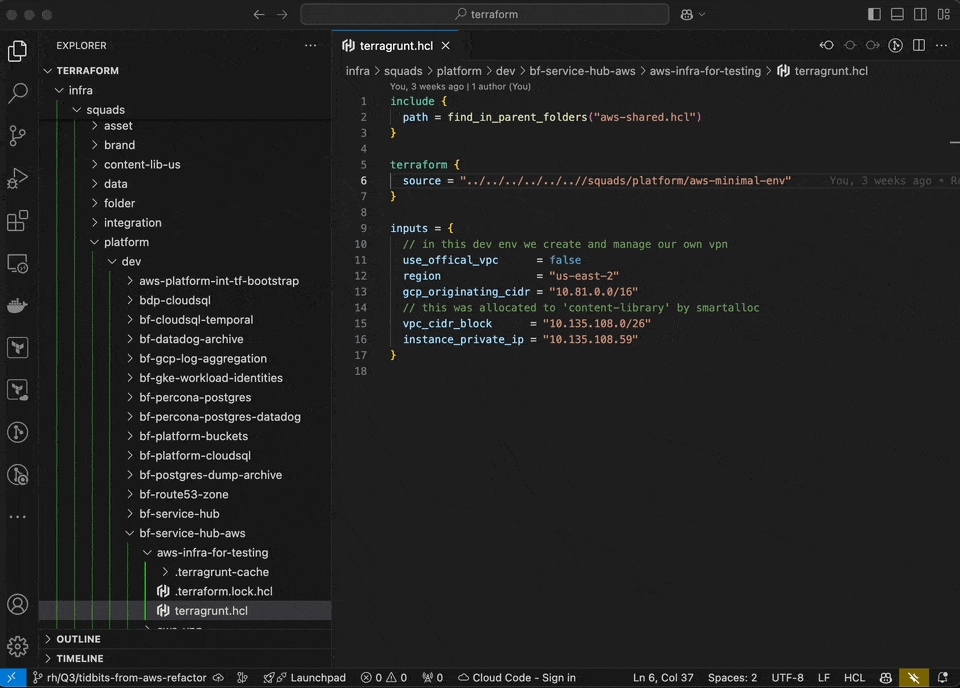 terraform
EXPLORER
TERRAFORM
infra
squads
asset
brand
content-lib-us
data
folder
integration
platform
dev
aws-platform-int-tf-bootstrap
bdp-cloudsql
bf-cloudsql-temporal
bf-datadog-archive
bf-gcp-log-aggregation
bf-gke-workload-identities
bf-percona-postgres
bf-percona-postgres-datadog
bf-platform-buckets
bf-platform-cloudsql
bf-postgres-dump-archive
bf-route53-zone
bf-service-hub
bf-service-hub-aws
aws-infra-for-testing
.terragrunt-cache
.terraform.lock.hcl
terragrunt.hcl
OUTLINE
TIMELINE
terragrunt.hcl
infra > squads > platform > dev > bf-service-hub-aws > aws-infra-for-testing > terragrunt.hcl
You, 3 weeks ago | 1 author (You)
1 include {
2 path = find_in_parent_folders("aws-shared.hcl")
3 }
4
5 terraform {
6 source = "../../../../../..//squads/platform/aws-minimal-env" You, 3 weeks ago • R
7 }
8
9 inputs = {
10 // in this dev env we create and manage our own vpn
11 use_offical_vpc = false
12 region = "us-east-2"
13 gcp_originating_cidr = "10.81.0.0/16"
14 // this was allocated to 'content-library' by smartalloc
15 vpc_cidr_block = "10.135.108.0/26"
16 instance_private_ip = "10.135.108.59"
17 }
18
rh/Q3/tidbits-from-aws-refactor Launchpad 0 0 0 Cloud Code - Sign in Ln 6, Col 37 Spaces: 2 UTF-8 LF HCL